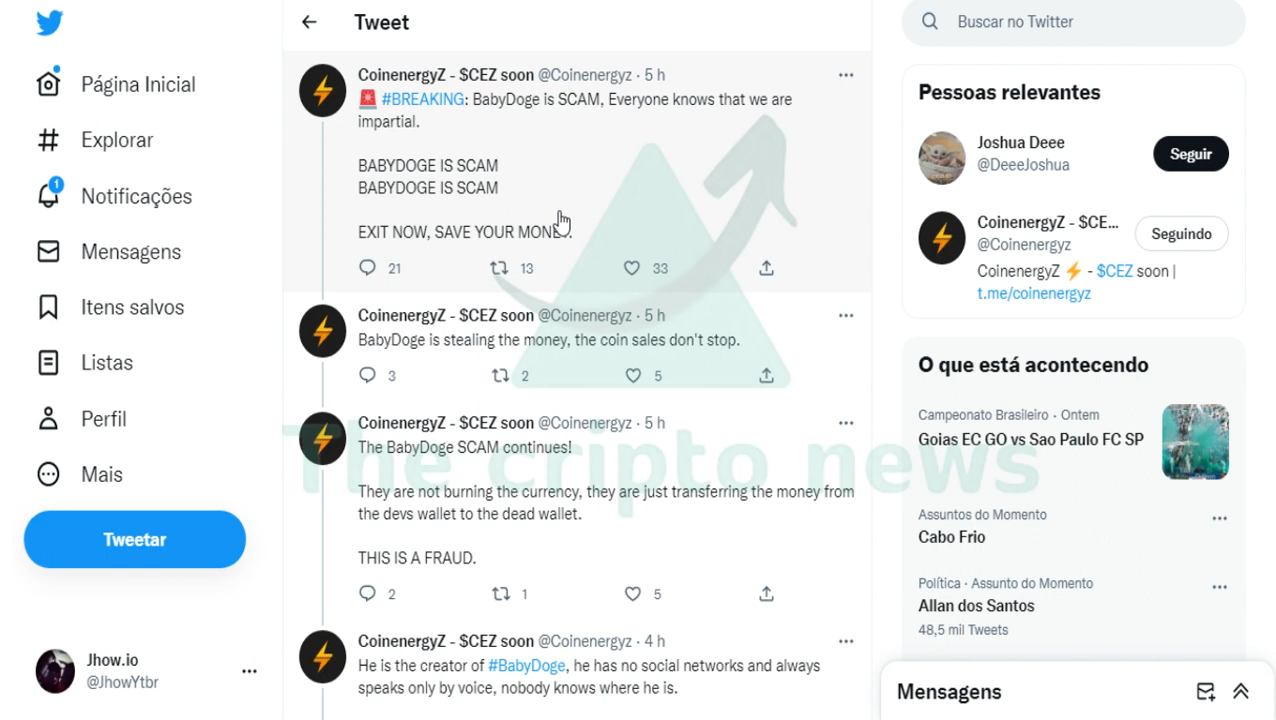 Tweet
Buscar no Twitter
Página Inicial
Explorar
1
Notificações
Mensagens
Itens salvos
Listas
Perfil
Mais
Tweetar
Jhow.io
@JhowYtbr
CoinenergyZ - $CEZ soon @Coinenergyz · 5 h
#BREAKING: BabyDoge is SCAM, Everyone knows that we are
impartial.
BABYDOGE IS SCAM
BABYDOGE IS SCAM
EXIT NOW, SAVE YOUR MONEY.
21 13 33
CoinenergyZ - $CEZ soon @Coinenergyz · 5 h
BabyDoge is stealing the money, the coin sales don't stop.
3 2 5
CoinenergyZ - $CEZ soon @Coinenergyz · 5 h
The BabyDoge SCAM continues!
They are not burning the currency, they are just transferring the money from
the devs wallet to the dead wallet.
THIS IS A FRAUD.
2 1 5
CoinenergyZ - $CEZ soon @Coinenergyz · 4 h
He is the creator of #BabyDoge, he has no social networks and always
speaks only by voice, nobody knows where he is.
The cripto news
Pessoas relevantes
Joshua Deee
@DeeeJoshua
Seguir
CoinenergyZ - $CE...
@Coinenergyz
Seguindo
CoinenergyZ ⚡ - $CEZ soon |
t.me/coinenergyz
O que está acontecendo
Campeonato Brasileiro · Ontem
Goias EC GO vs Sao Paulo FC SP
Assuntos do Momento
Cabo Frio
Política · Assunto do Momento
Allan dos Santos
48,5 mil Tweets
Mensagens